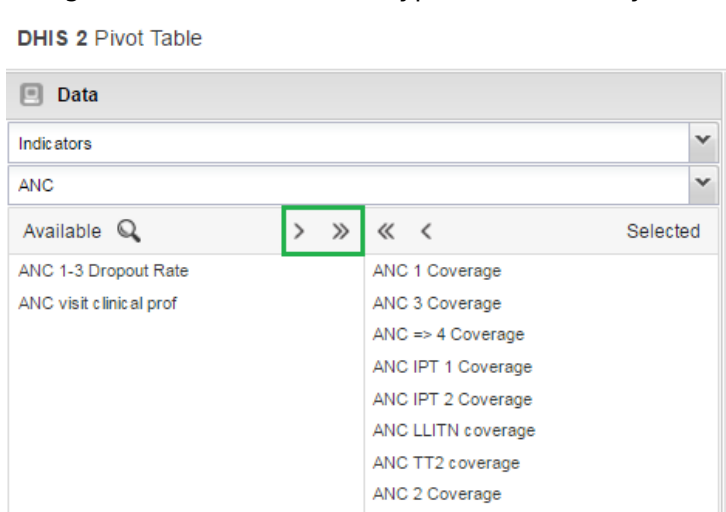 DHIS 2 Pivot Table
Data
Indicators
ANC
Available > » « < Selected
ANC 1-3 Dropout Rate
ANC visit clinical prof
ANC 1 Coverage
ANC 3 Coverage
ANC => 4 Coverage
ANC IPT 1 Coverage
ANC IPT 2 Coverage
ANC LLITN coverage
ANC TT2 coverage
ANC 2 Coverage